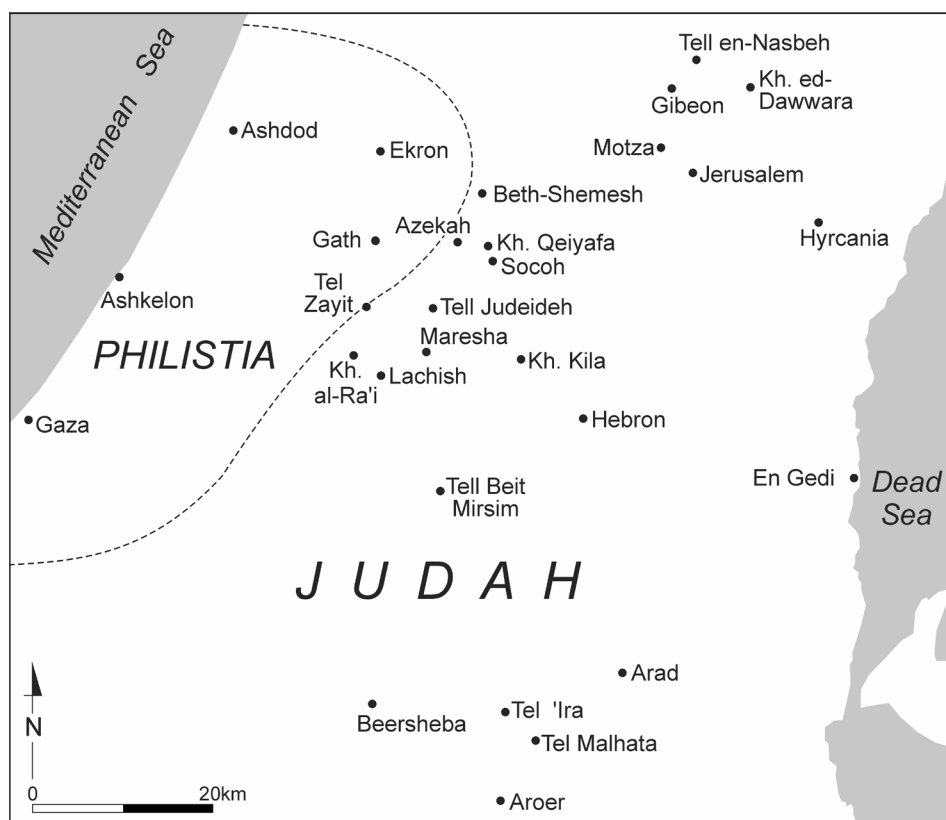 Mediterranean Sea
Tell en-Nasbeh
Kh. ed-
Dawwara
Gibeon
Ashdod
Ekron
Motza
Jerusalem
Beth-Shemesh
Azekah
Gath
Kh. Qeiyafa
Hyrcania
Socoh
Tel
Zayit
Ashkelon
Tell Judeideh
Maresha
PHILISTIA
Kh. Kila
Kh.
al-Ra'i
Lachish
Gaza
Hebron
En Gedi
Dead
Sea
Tell Beit
Mirsim
JUDAH
Arad
Tel 'Ira
Beersheba
N
Tel Malhata
0
20km
Aroer